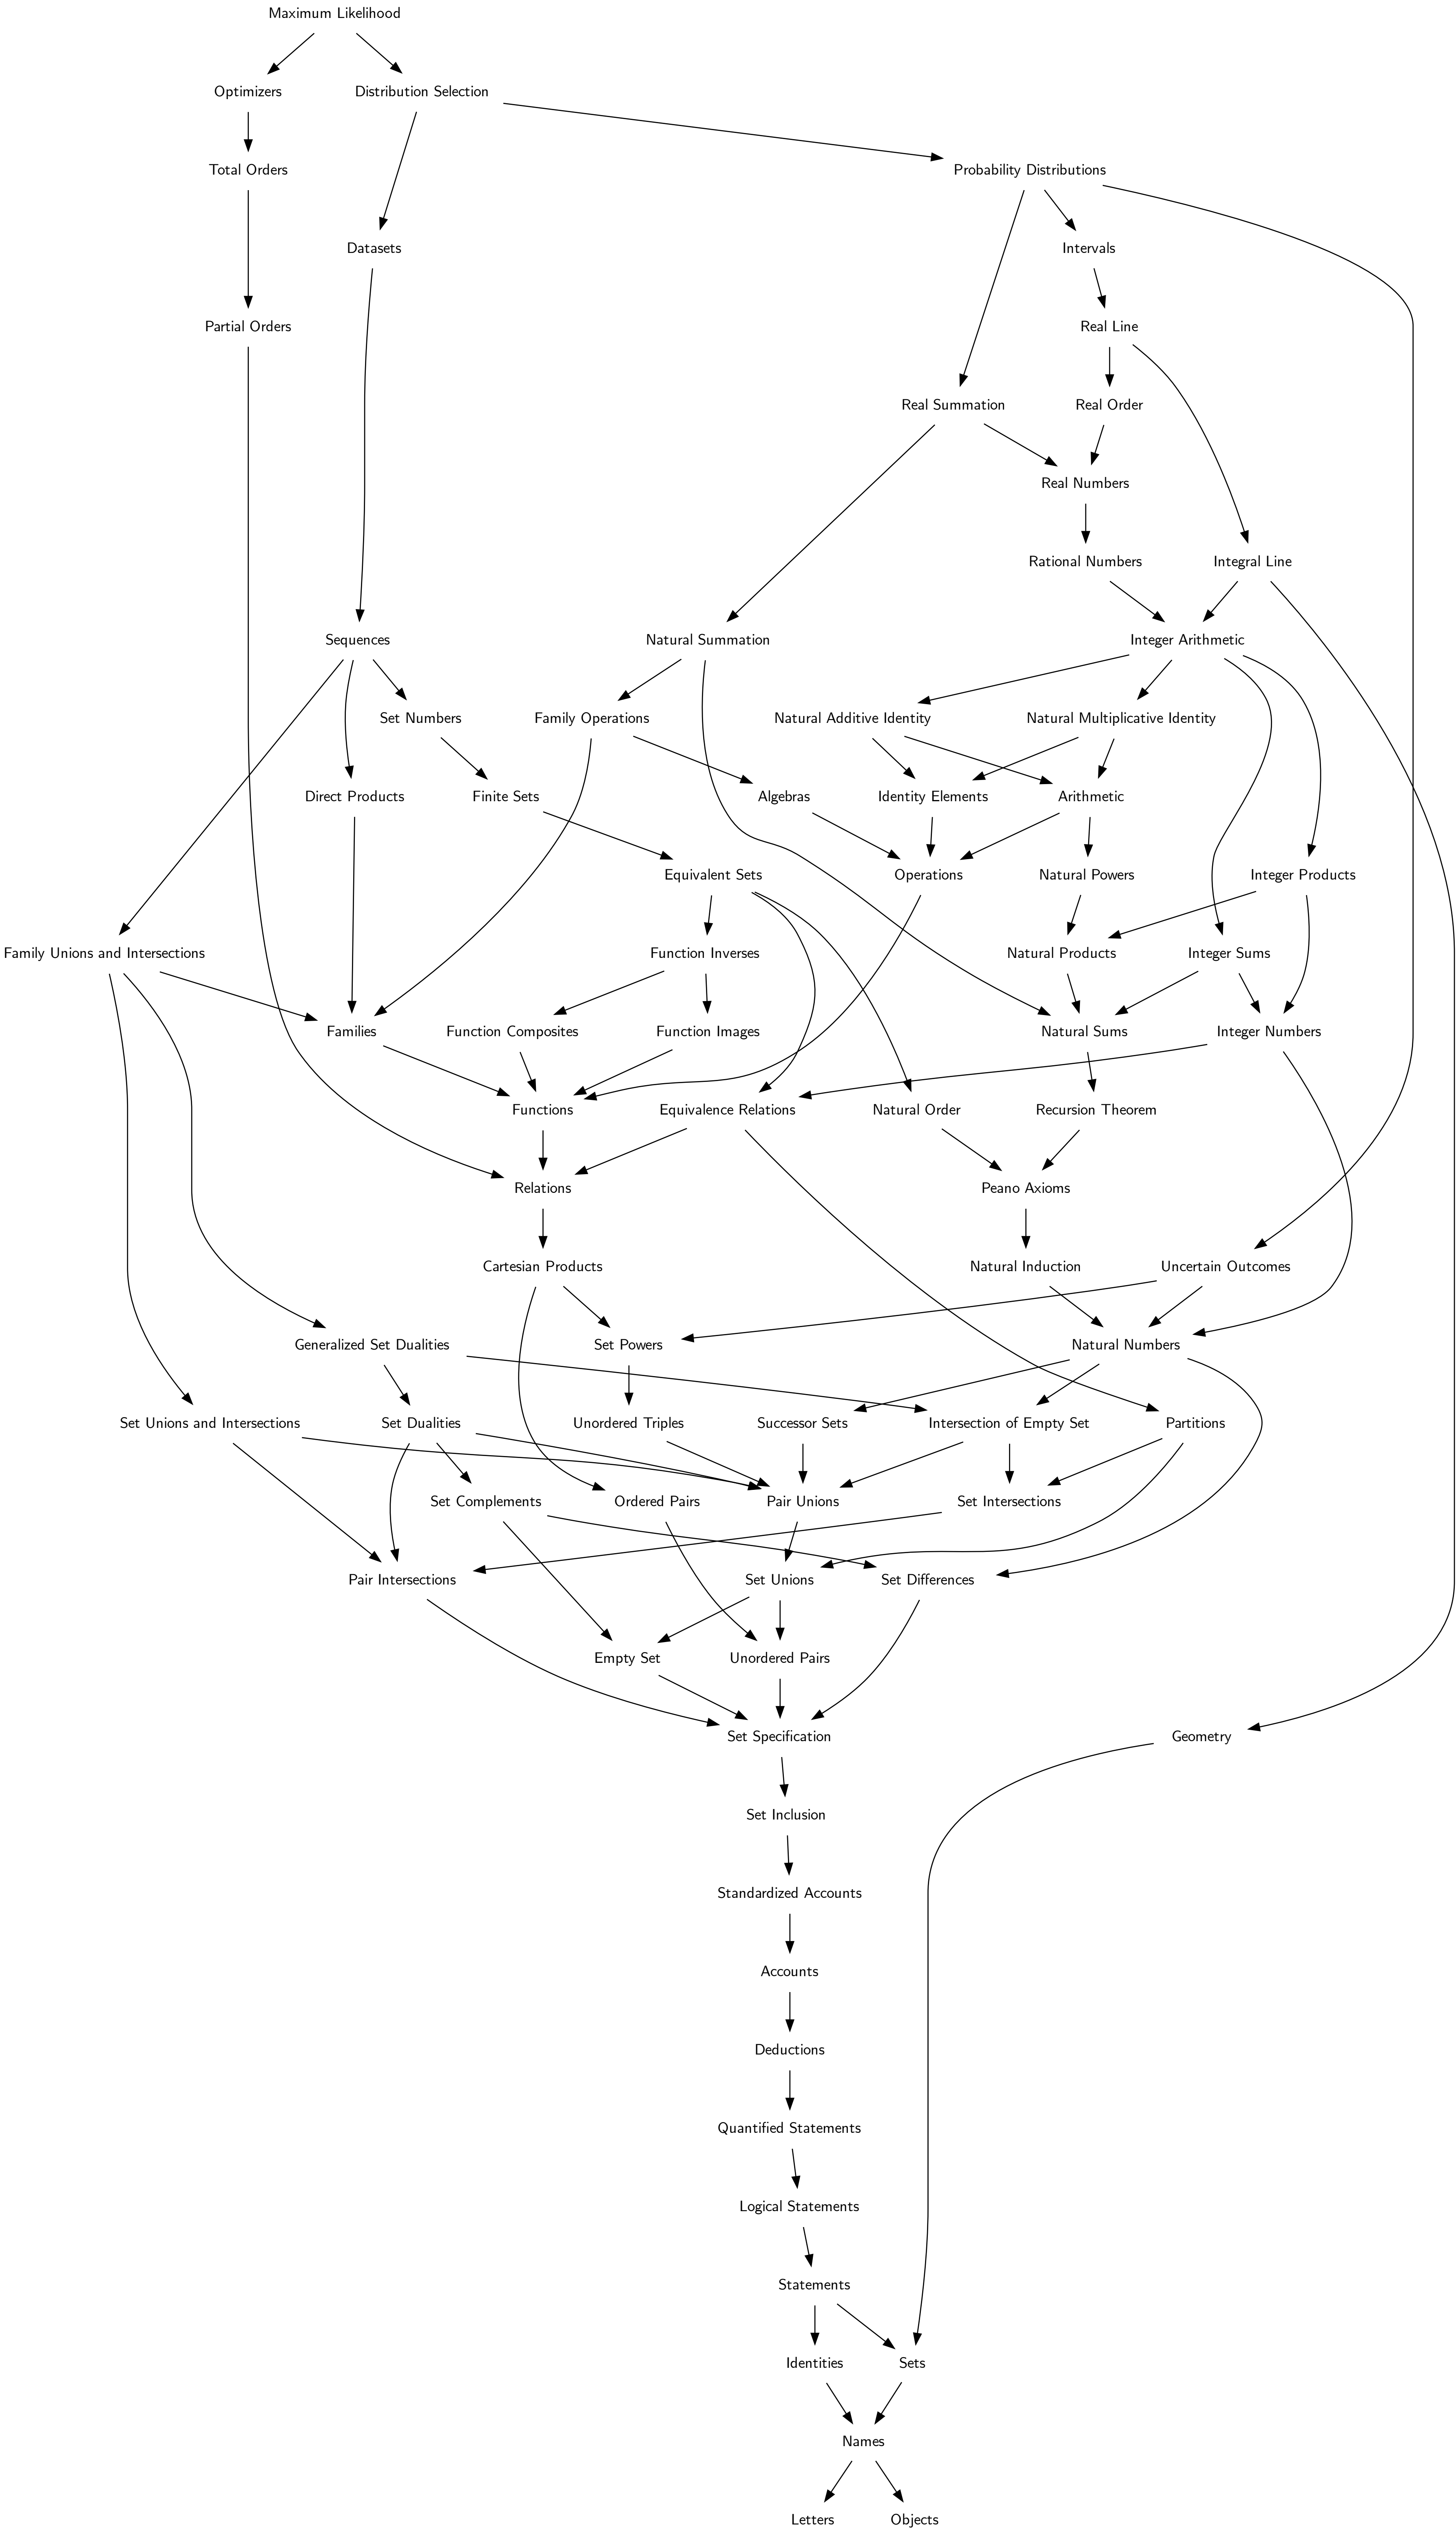 Maximum Likelihood
Optimizers
Distribution Selection
Total Orders
Probability Distributions
Datasets
Intervals
Partial Orders
Real Line
Real Summation
Real Order
Real Numbers
Rational Numbers
Integral Line
Sequences
Natural Summation
Integer Arithmetic
Set Numbers
Family Operations
Natural Additive Identity
Natural Multiplicative Identity
Direct Products
Finite Sets
Algebras
Identity Elements
Arithmetic
Equivalent Sets
Operations
Natural Powers
Integer Products
Family Unions and Intersections
Function Inverses
Natural Products
Integer Sums
Families
Function Composites
Function Images
Natural Sums
Integer Numbers
Functions
Equivalence Relations
Natural Order
Recursion Theorem
Relations
Peano Axioms
Cartesian Products
Natural Induction
Uncertain Outcomes
Generalized Set Dualities
Set Powers
Natural Numbers
Set Unions and Intersections
Set Dualities
Unordered Triples
Successor Sets
Intersection of Empty Set
Partitions
Set Complements
Ordered Pairs
Pair Unions
Set Intersections
Pair Intersections
Set Unions
Set Differences
Empty Set
Unordered Pairs
Set Specification
Geometry
Set Inclusion
Standardized Accounts
Accounts
Deductions
Quantified Statements
Logical Statements
Statements
Identities
Sets
Names
Letters
Objects